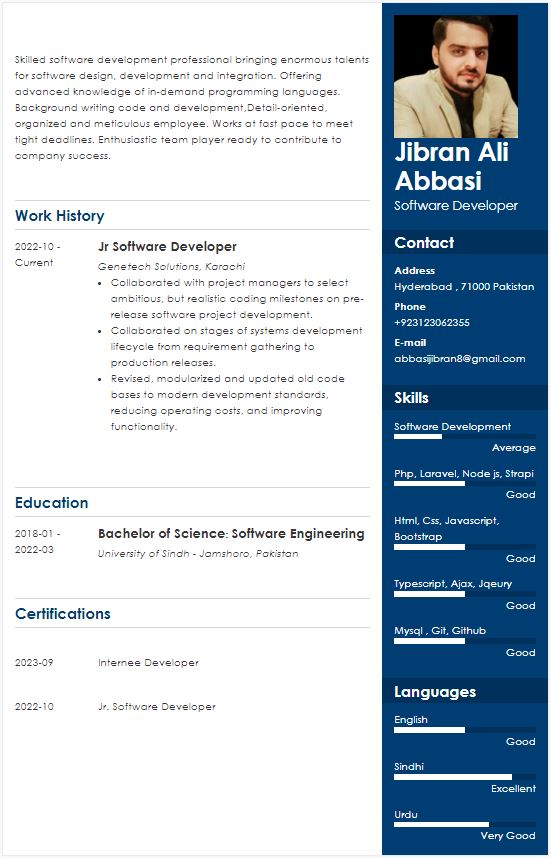 Skilled software development professional bringing enormous talents
for software design, development and integration. Offering
advanced knowledge of in-demand programming languages.
Background writing code and development,Detail-oriented,
organized and meticulous employee. Works at fast pace to meet
tight deadlines. Enthusiastic team player ready to contribute to
company success.
Work History
2022-10 -
Current
Jr Software Developer
Genetech Solutions, Karachi
• Collaborated with project managers to select
ambitious, but realistic coding milestones on pre-
release software project development.
• Collaborated on stages of systems development
lifecycle from requirement gathering to
production releases.
• Revised, modularized and updated old code
bases to modern development standards,
reducing operating costs, and improving
functionality.
Education
2018-01 -
2022-03
Bachelor of Science: Software Engineering
University of Sindh - Jamshoro, Pakistan
Certifications
2023-09
Internee Developer
2022-10
Jr. Software Developer
Jibran Ali
Abbasi
Software Developer
Contact
Address
Hyderabad , 71000 Pakistan
Phone
+923123062355
E-mail
abbasijibran8@gmail.com
Skills
Software Development
Average
Php, Laravel, Node js, Strapi
Good
Html, Css, Javascript,
Bootstrap
Good
Typescript, Ajax, Jqeury
Good
Mysql , Git, Github
Good
Languages
English
Good
Sindhi
Excellent
Urdu
Very Good